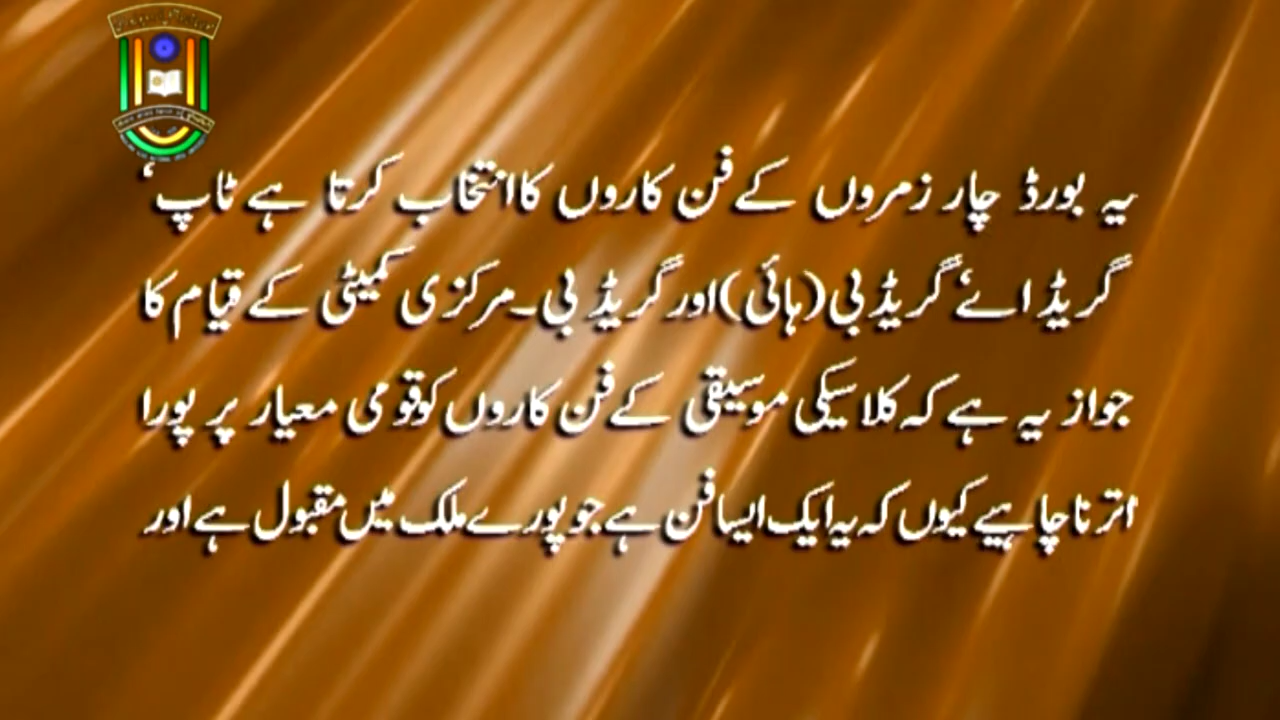 یہ بورڈ چار زمروں کے فن کاروں کا انتخاب کرتا ہے ٹاپ‘
گریڈ اے‘ گریڈ بی (ہائی) اور گریڈ بی۔ مرکزی کمیٹی کے قیام کا
جواز یہ ہے کہ کلاسیکی موسیقی کے فن کاروں کو قومی معیار پر پورا
اترنا چاہیے کیوں کہ یہ ایک ایسا فن ہے جو پورے ملک میں مقبول ہے اور